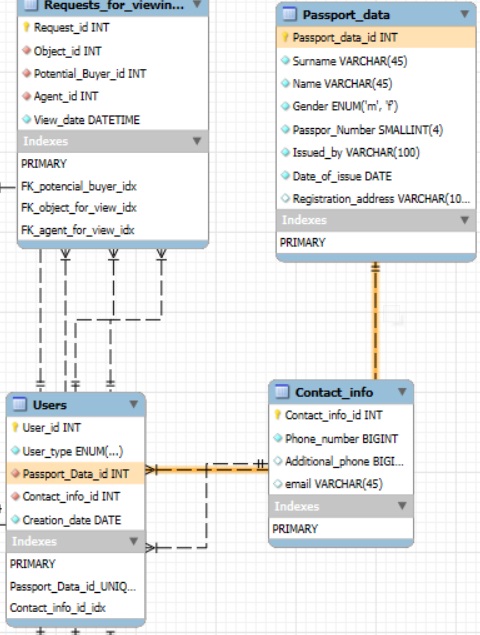 Requests_for_viewin...
Request_id INT
Object_id INT
Potential_Buyer_id INT
Agent_id INT
View_date DATETIME
Indexes
PRIMARY
FK_potencial_buyer_idx
FK_object_for_view_idx
FK_agent_for_view_idx
Passport_data
Passport_data_id INT
Surname VARCHAR(45)
Name VARCHAR(45)
Gender ENUM('m', 'f')
Passpor_Number SMALLINT(4)
Issued_by VARCHAR(100)
Date_of_issue DATE
Registration_address VARCHAR(10...
Indexes
PRIMARY
Users
User_id INT
User_type ENUM(...)
Passport_Data_id INT
Contact_info_id INT
Creation_date DATE
Indexes
PRIMARY
Passport_Data_id_UNIQ...
Contact_info_id_idx
Contact_info
Contact_info_id INT
Phone_number BIGINT
Additional_phone BIGI...
email VARCHAR(45)
Indexes
PRIMARY